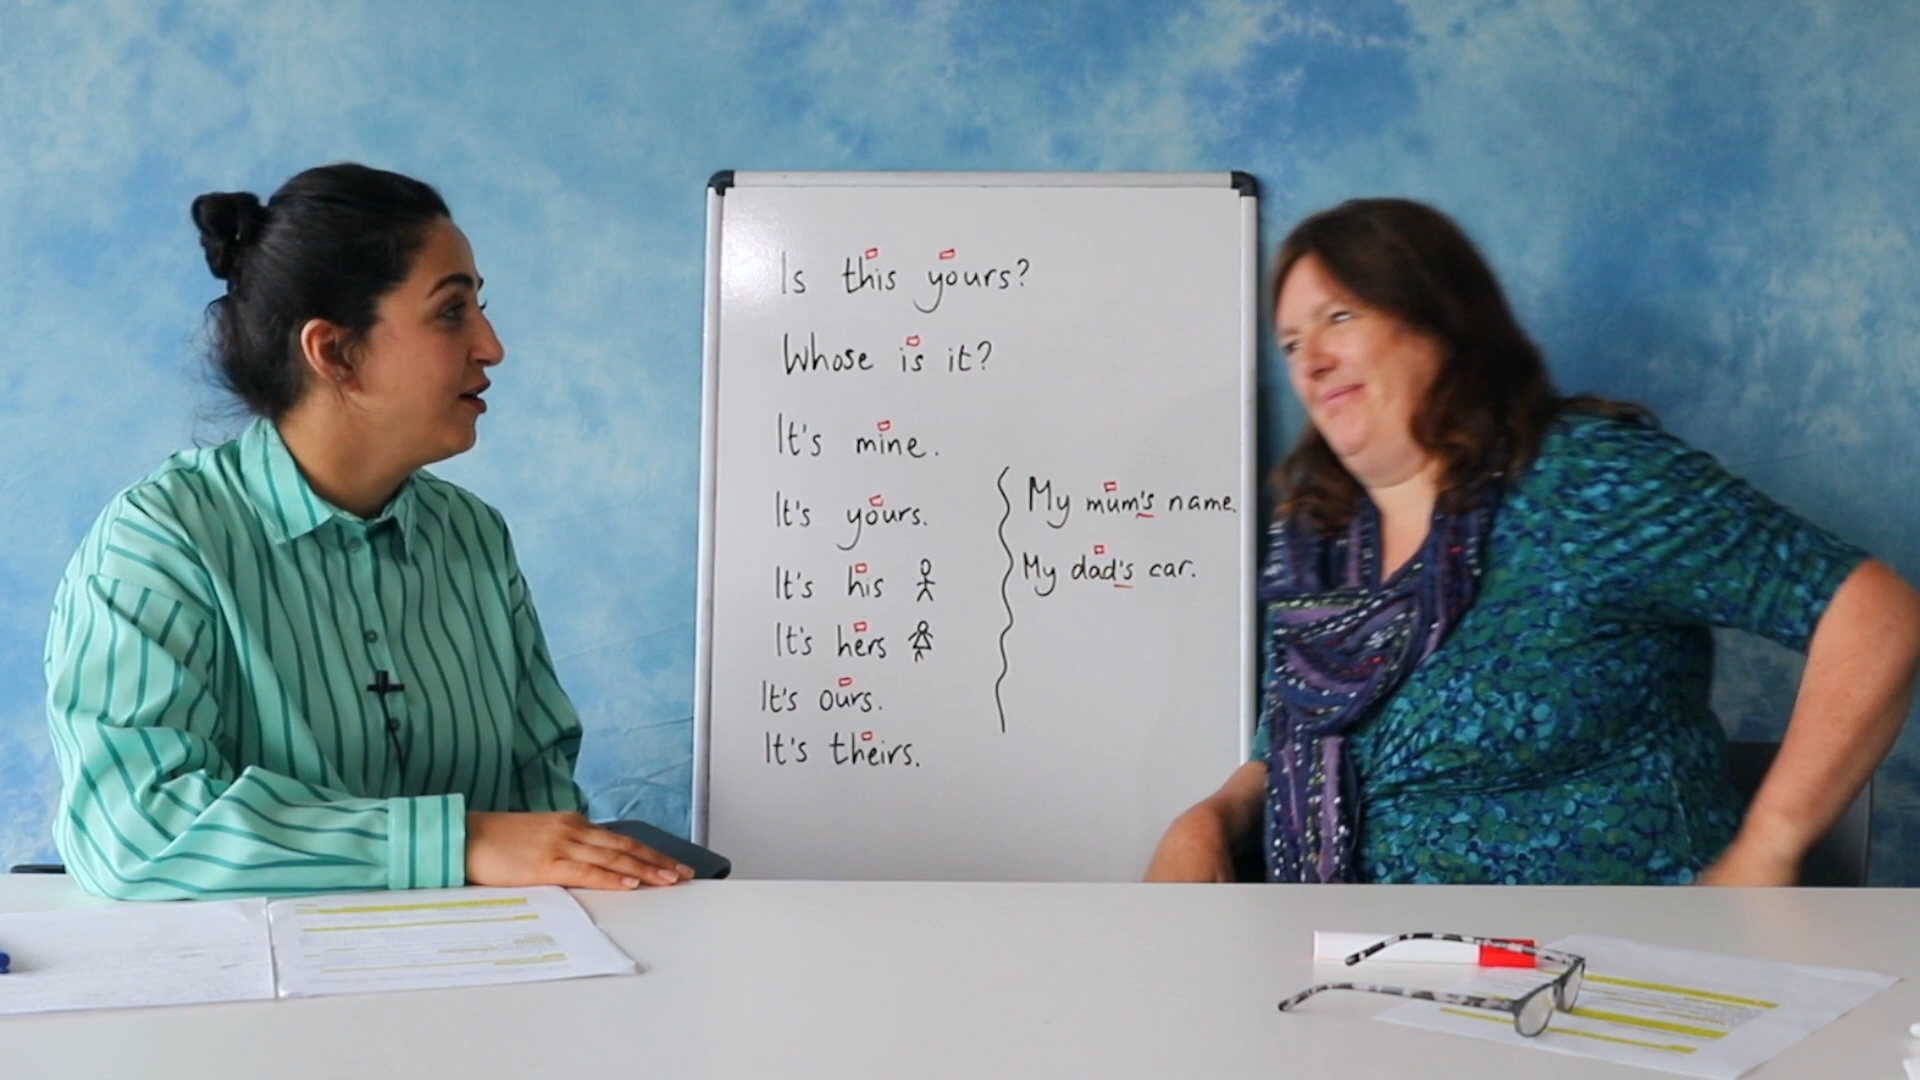 Is this yours?
Whose is it?
It's mine.
It's yours.
It's his
It's hers
It's ours.
It's theirs.
My mum's name.
My dad's car.